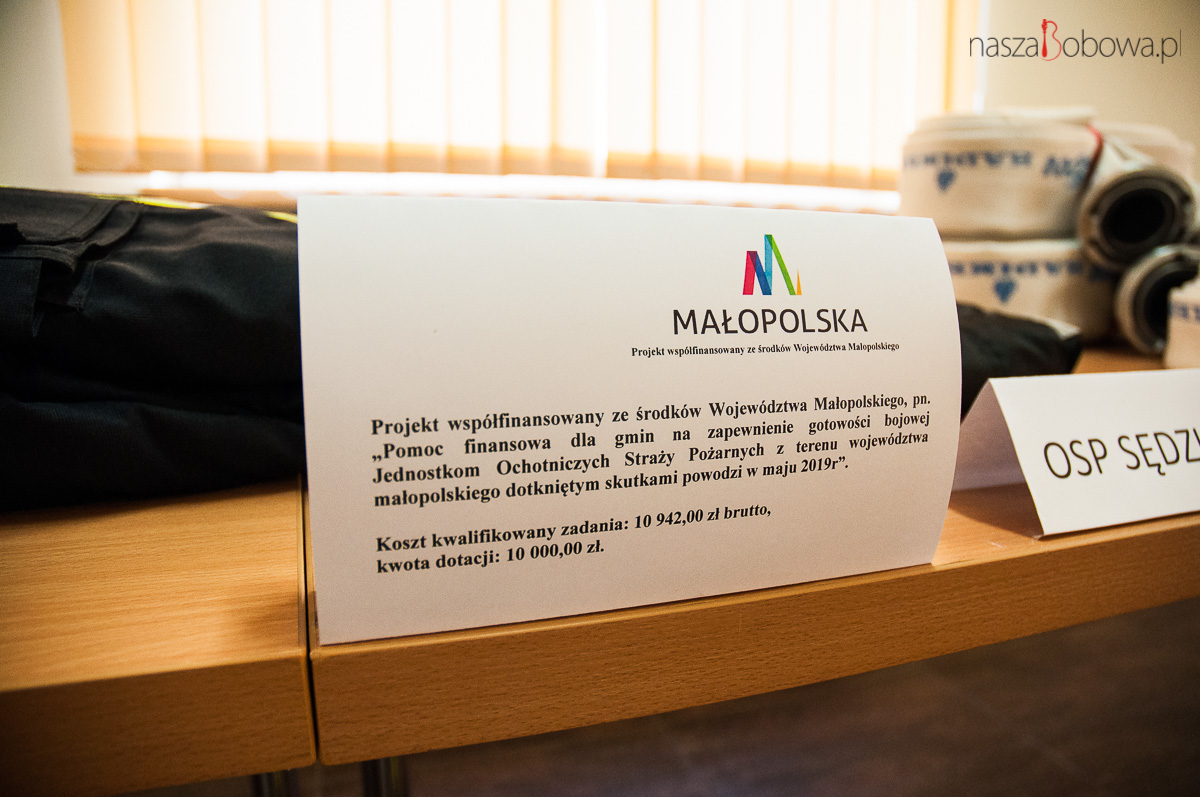 naszaBobowa.pl
MAŁOPOLSKA
Projekt współfinansowany ze środków Województwa Małopolskiego
Projekt współfinansowany ze środków Województwa Małopolskiego, pn.
„Pomoc finansowa dla gmin na zapewnienie gotowości bojowej
Jednostkom Ochotniczych Straży Pożarnych z terenu województwa
małopolskiego dotkniętym skutkami powodzi w maju 2019r”.
Koszt kwalifikowany zadania: 10 942,00 zł brutto,
kwota dotacji: 10 000,00 zł.
OSP